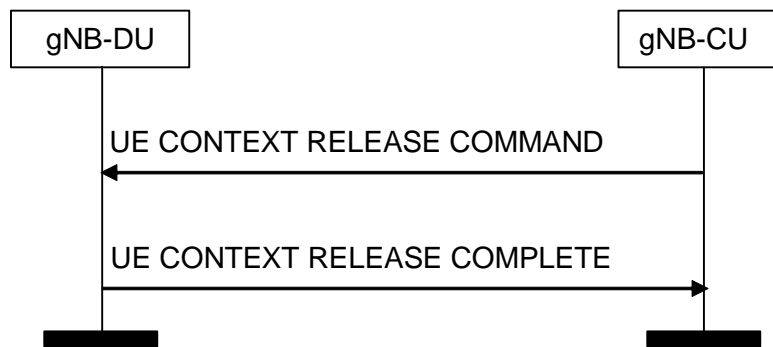 gNB-DU
gNB-CU
UE CONTEXT RELEASE COMMAND
UE CONTEXT RELEASE COMPLETE